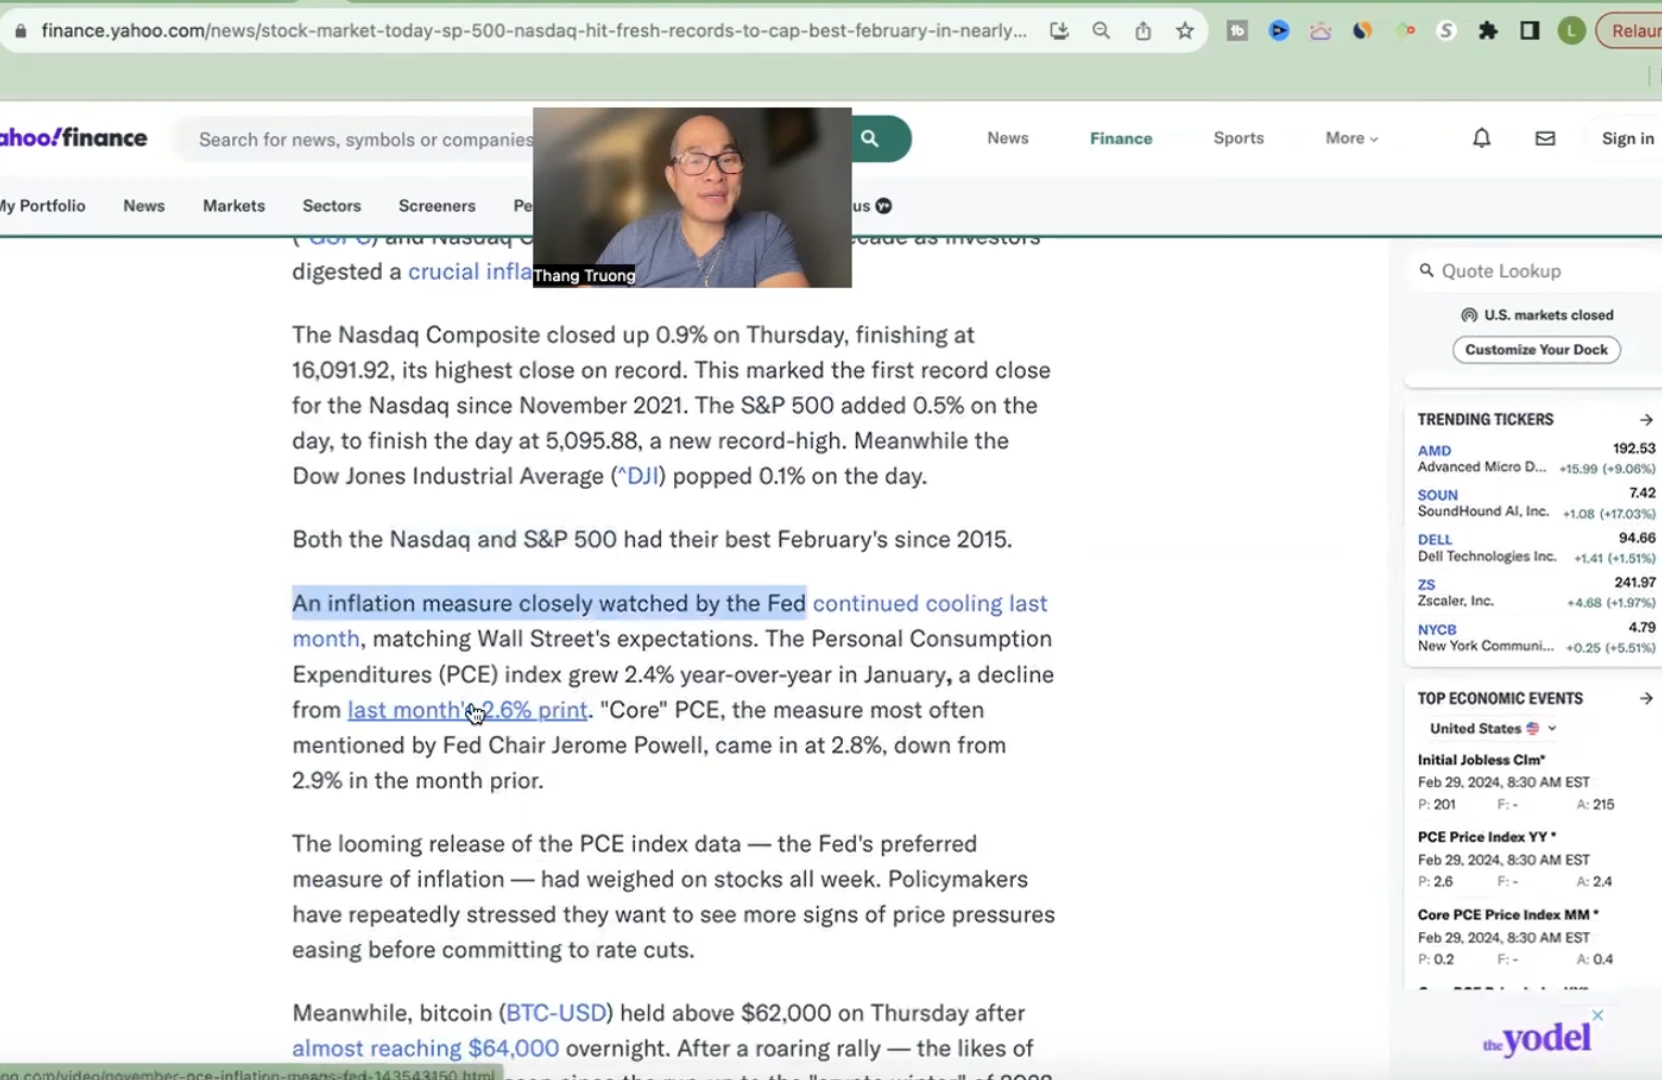 finance.yahoo.com/news/stock-market-today-sp-500-nasdaq-hit-fresh-records-to-cap-best-february-in-nearly...
L
Relaun
ahoo!finance
Search for news, symbols or companies
News
Finance
Sports
More
Sign in
My Portfolio
News
Markets
Sectors
Screeners
Pe
us
Thang Truong
digested a crucial infla
The Nasdaq Composite closed up 0.9% on Thursday, finishing at
16,091.92, its highest close on record. This marked the first record close
for the Nasdaq since November 2021. The S&P 500 added 0.5% on the
day, to finish the day at 5,095.88, a new record-high. Meanwhile the
Dow Jones Industrial Average (^DJI) popped 0.1% on the day.
Both the Nasdaq and S&P 500 had their best February's since 2015.
An inflation measure closely watched by the Fed continued cooling last
month, matching Wall Street's expectations. The Personal Consumption
Expenditures (PCE) index grew 2.4% year-over-year in January, a decline
from last month's 2.6% print. "Core" PCE, the measure most often
mentioned by Fed Chair Jerome Powell, came in at 2.8%, down from
2.9% in the month prior.
The looming release of the PCE index data — the Fed's preferred
measure of inflation — had weighed on stocks all week. Policymakers
have repeatedly stressed they want to see more signs of price pressures
easing before committing to rate cuts.
Meanwhile, bitcoin (BTC-USD) held above $62,000 on Thursday after
almost reaching $64,000 overnight. After a roaring rally — the likes of
Quote Lookup
U.S. markets closed
Customize Your Dock
TRENDING TICKERS
AMD 192.53
Advanced Micro D... +15.99 (+9.06%)
SOUN 7.42
SoundHound AI, Inc. +1.08 (+17.03%)
DELL 94.66
Dell Technologies Inc. +1.41 (+1.51%)
ZS 241.97
Zscaler, Inc. +4.68 (+1.97%)
NYCB 4.79
New York Communi... +0.25 (+5.51%)
TOP ECONOMIC EVENTS
United States
Initial Jobless Clm*
Feb 29, 2024, 8:30 AM EST
P: 201 F: - A: 215
PCE Price Index YY *
Feb 29, 2024, 8:30 AM EST
P: 2.6 F: - A: 2.4
Core PCE Price Index MM *
Feb 29, 2024, 8:30 AM EST
P: 0.2 F: - A: 0.4
the yodel